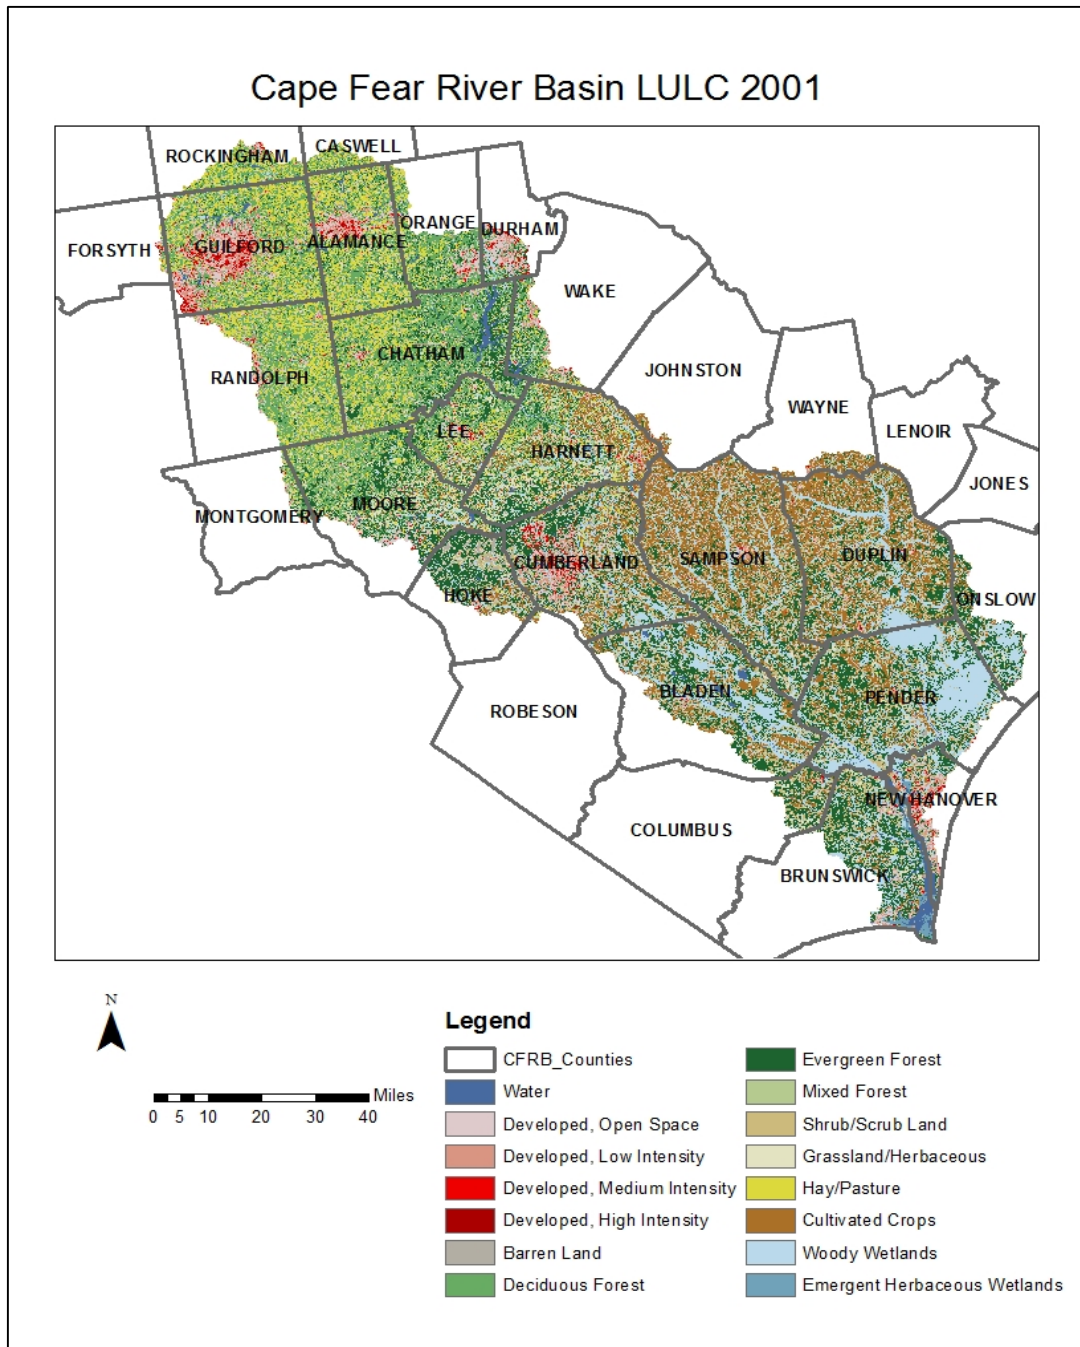 Cape Fear River Basin LULC 2001
ROCKINGHAM
CASWELL
FORSYTH
GUILFORD
ALAMANCE
ORANGE
DURHAM
WAKE
CHATHAM
RANDOLPH
JOHNSTON
WAYNE
LENOIR
JONES
LEE
HARNETT
MONTGOMERY
MOORE
HOKE
CUMBERLAND
SAMPSON
DUPLIN
ONSLOW
ROBESON
BLADEN
PENDER
COLUMBUS
NEW HANOVER
BRUNSWICK
N
Miles
0 5 10 20 30 40
Legend
CFRB_Counties
Water
Developed, Open Space
Developed, Low Intensity
Developed, Medium Intensity
Developed, High Intensity
Barren Land
Deciduous Forest
Evergreen Forest
Mixed Forest
Shrub/Scrub Land
Grassland/Herbaceous
Hay/Pasture
Cultivated Crops
Woody Wetlands
Emergent Herbaceous Wetlands